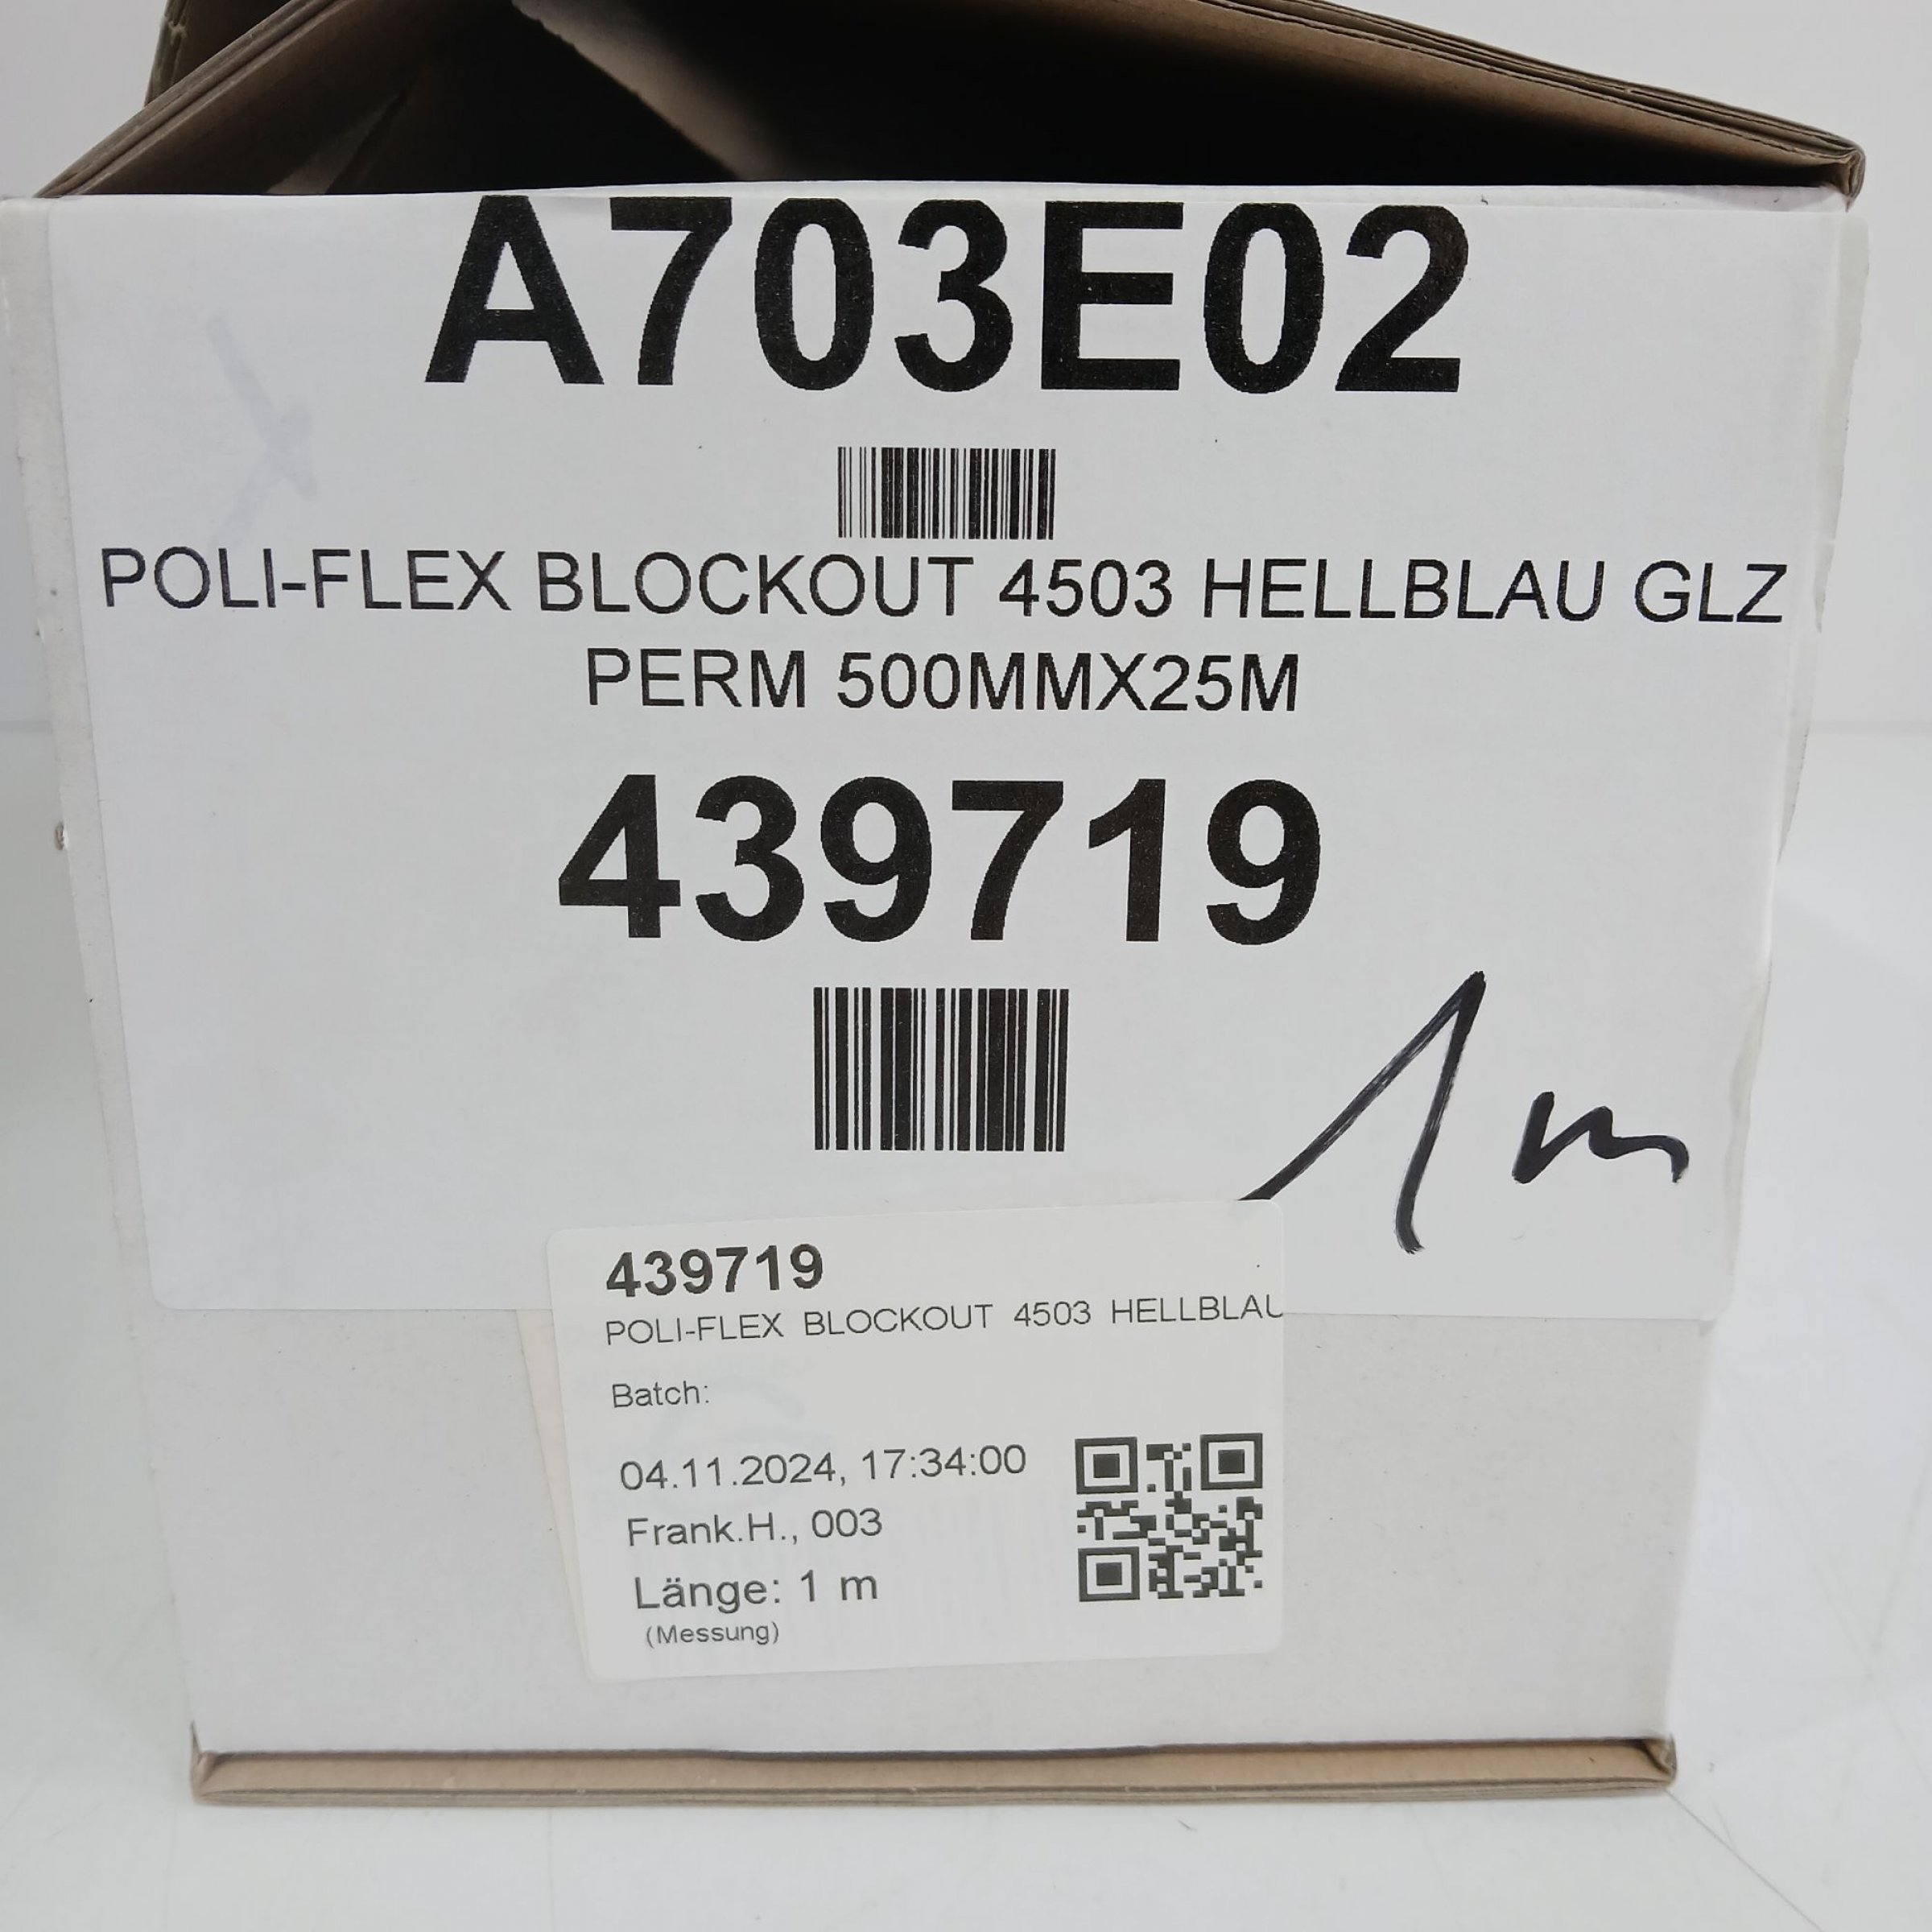 A703E02
POLI-FLEX BLOCKOUT 4503 HELLBLAU GLZ
PERM 500MMX25M
439719
1 m
439719
POLI-FLEX BLOCKOUT 4503 HELLBLAU
Batch:
04.11.2024, 17:34:00
Frank.H., 003
Länge: 1 m
(Messung)